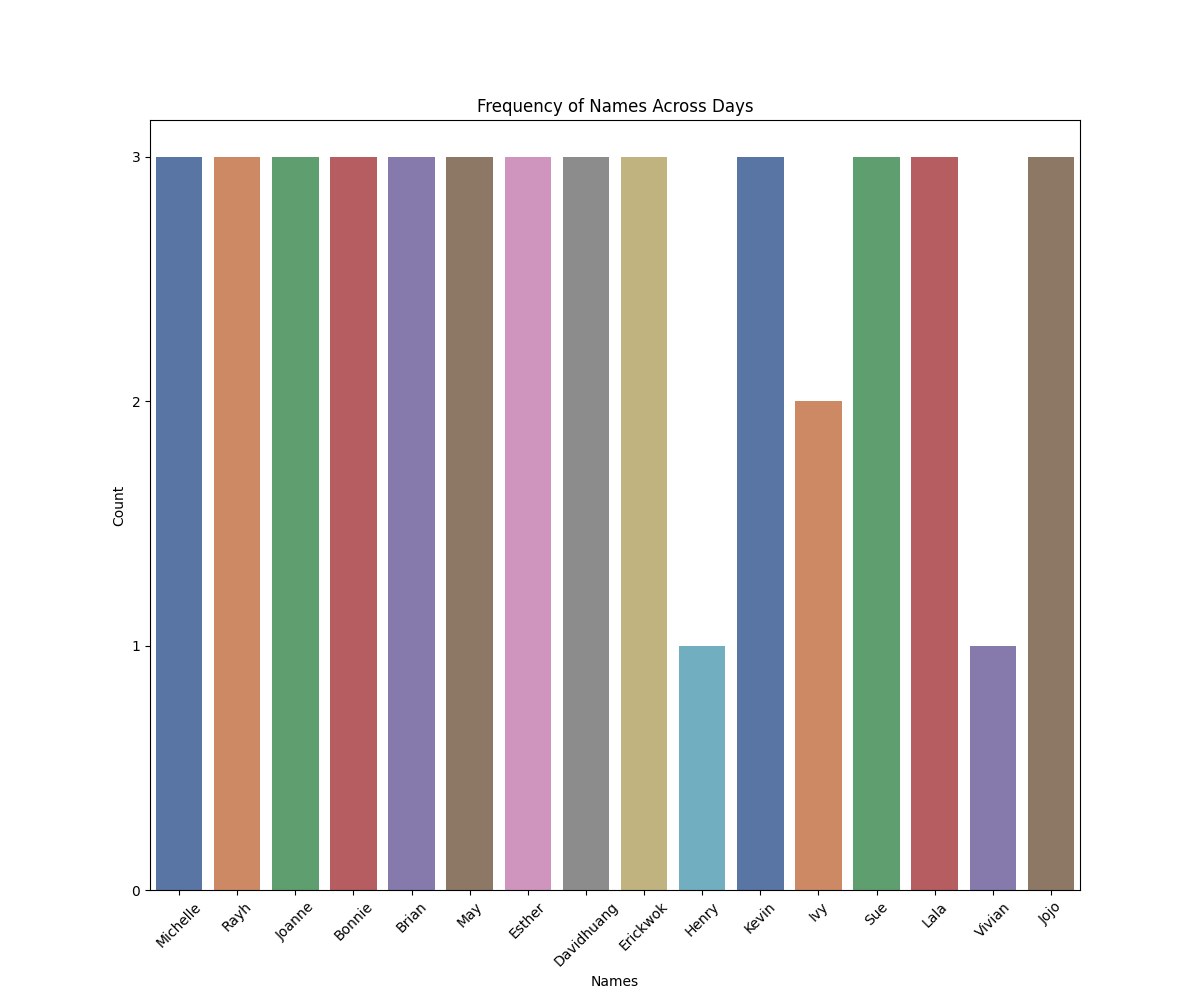 Frequency of Names Across Days
3
2
1
0
Count
Michelle
Rayh
Joanne
Bonnie
Brian
May
Esther
Davidhuang
Erickwok
Henry
Kevin
Ivy
Sue
Lala
Vivian
Jojo
Names